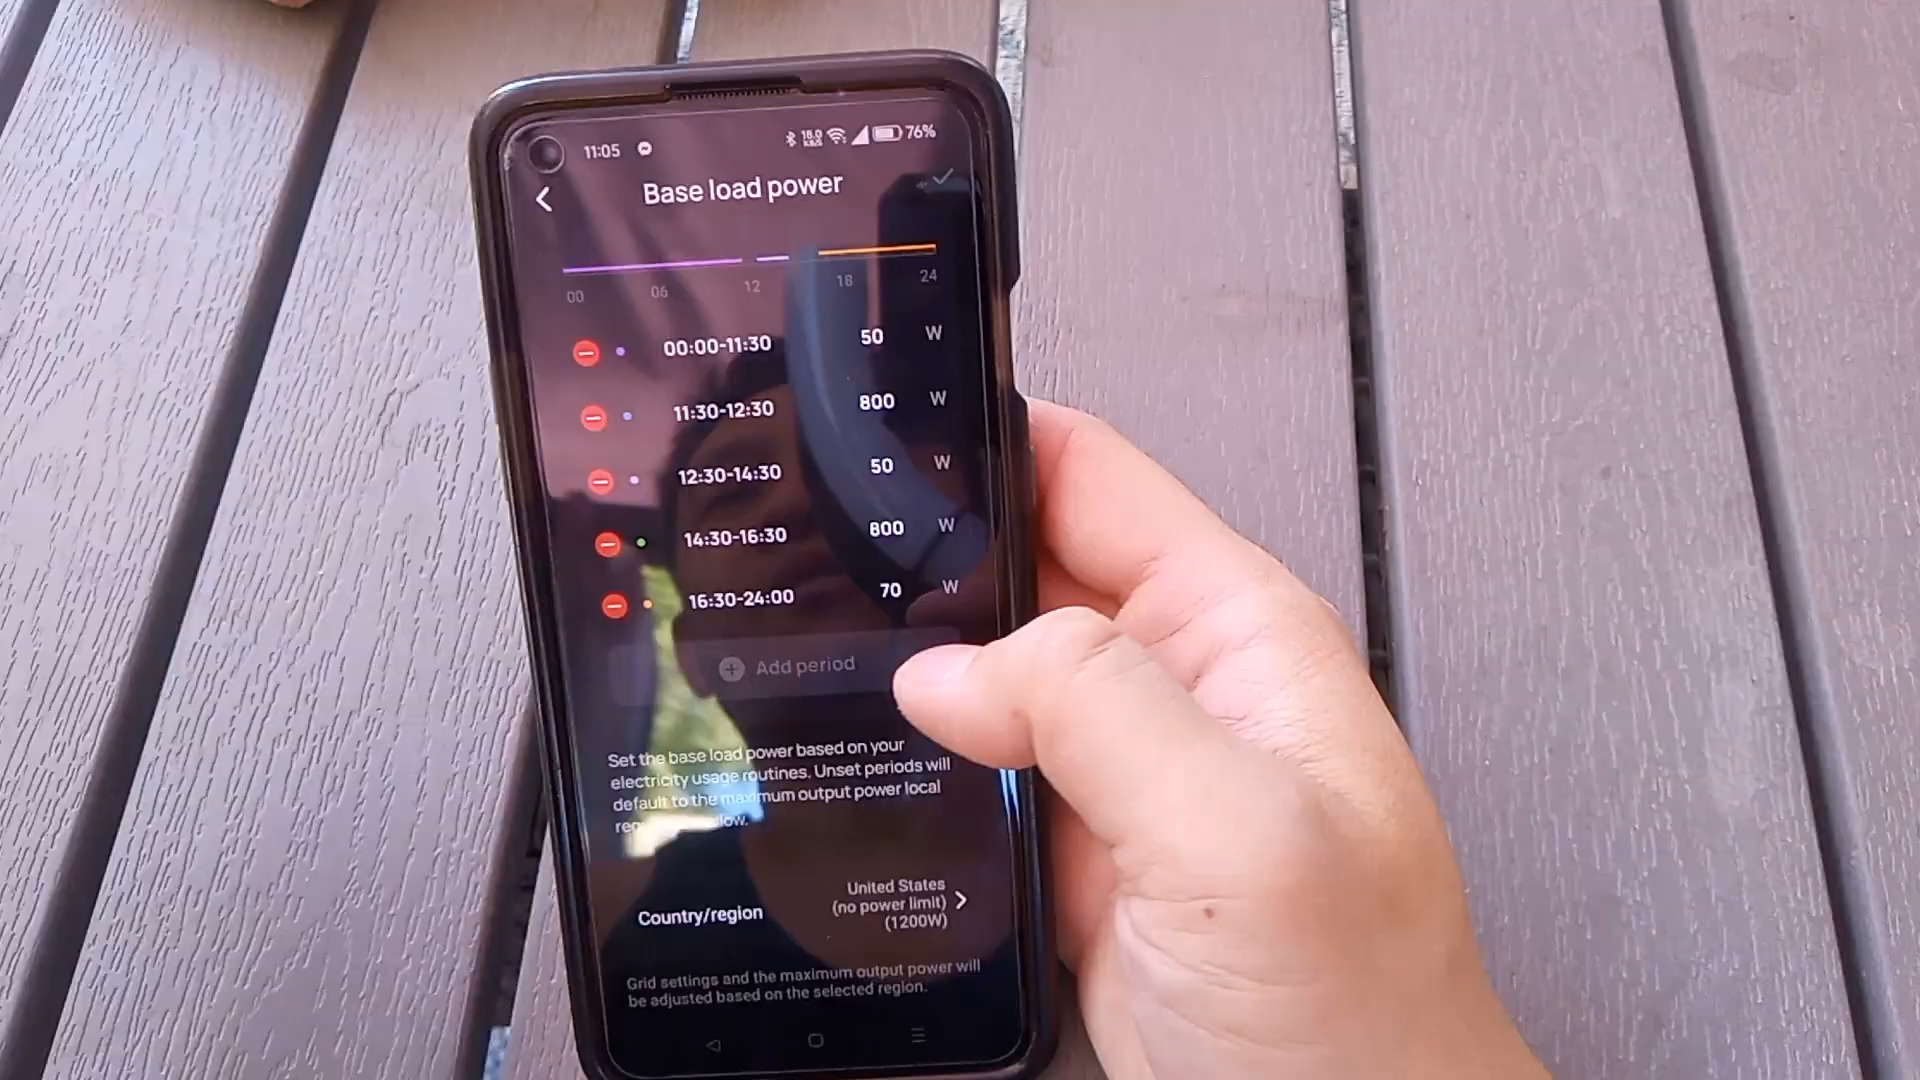 11:05 18.0 KB/S 76%
Base load power
00 06 12 18 24
00:00-11:30 50 W
11:30-12:30 800 W
12:30-14:30 50 W
14:30-16:30 800 W
16:30-24:00 70 W
Add period
Set the base load power based on your
electricity usage routines. Unset periods will
default to the maximum output power local
Country/region
United States
(no power limit)
(1200W)
Grid settings and the maximum output power will
be adjusted based on the selected region.